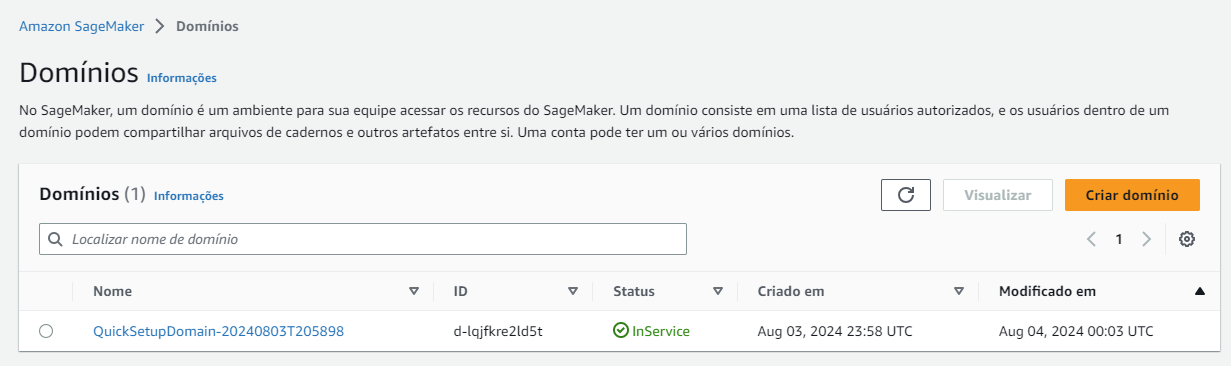 Amazon SageMaker > Domínios
Domínios Informações
No SageMaker, um domínio é um ambiente para sua equipe acessar os recursos do SageMaker. Um domínio consiste em uma lista de usuários autorizados, e os usuários dentro de um
domínio podem compartilhar arquivos de cadernos e outros artefatos entre si. Uma conta pode ter um ou vários domínios.
Domínios (1) Informações Visualizar Criar domínio
Localizar nome de domínio 1
Nome ID Status Criado em Modificado em
QuickSetupDomain-20240803T205898 d-lqjfkre2ld5t InService Aug 03, 2024 23:58 UTC Aug 04, 2024 00:03 UTC